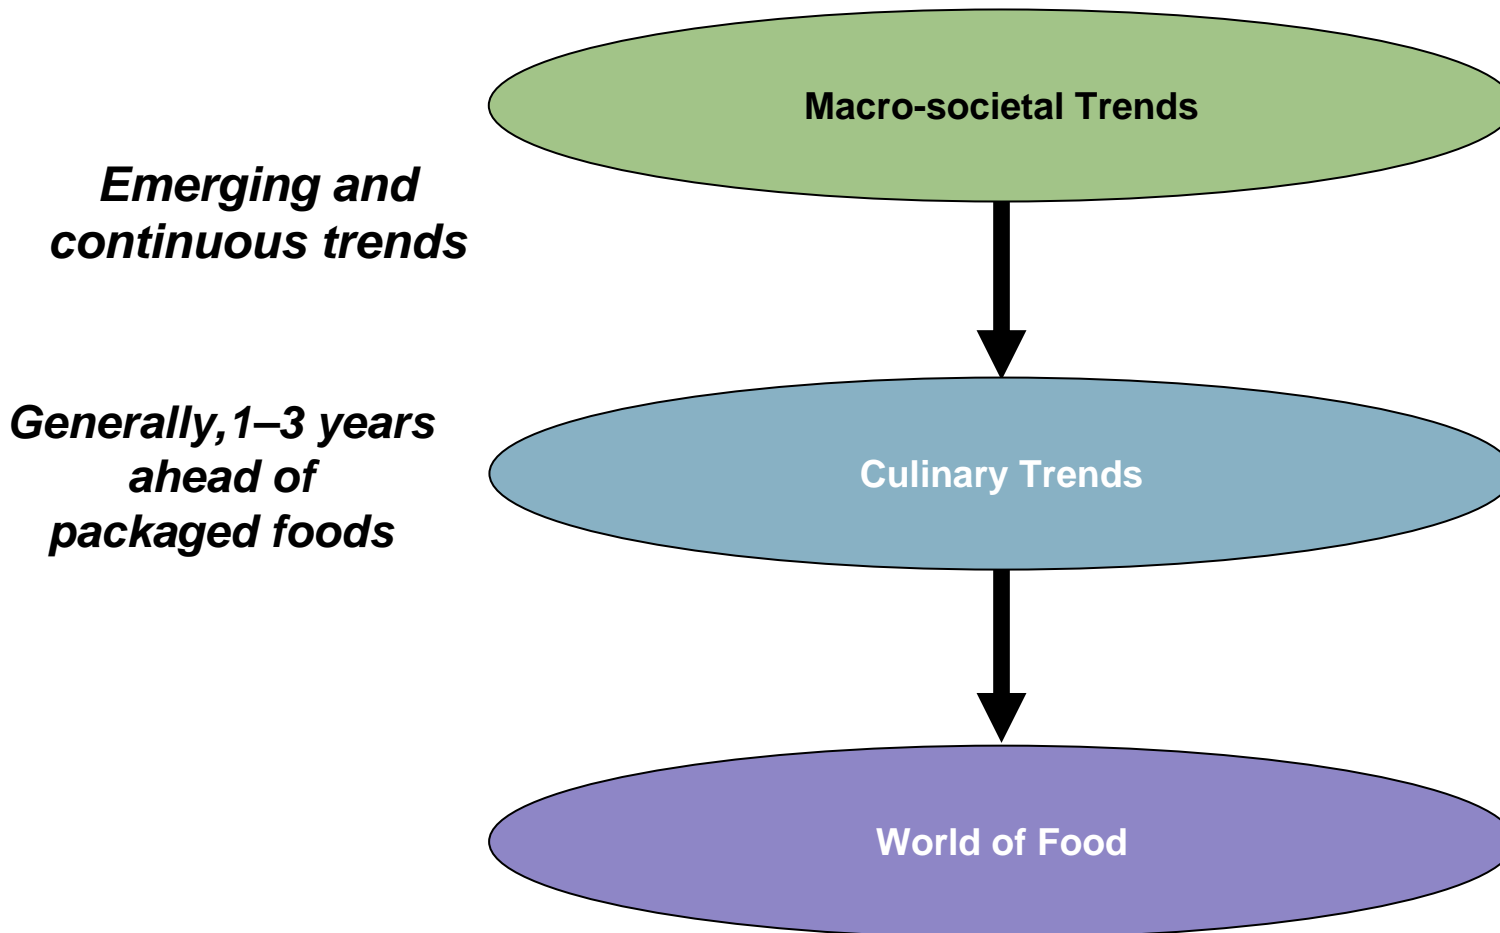 Macro-societal Trends
Emerging and
continuous trends
Generally,1–3 years
ahead of
packaged foods
Culinary Trends
World of Food